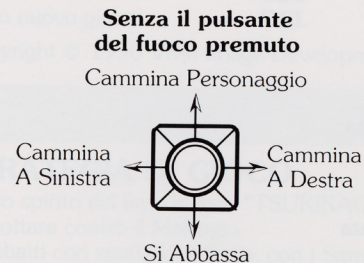 Senza il pulsante
del fuoco premuto
Cammina Personaggio
Cammina
A Sinistra
Cammina
A Destra
Si Abbassa